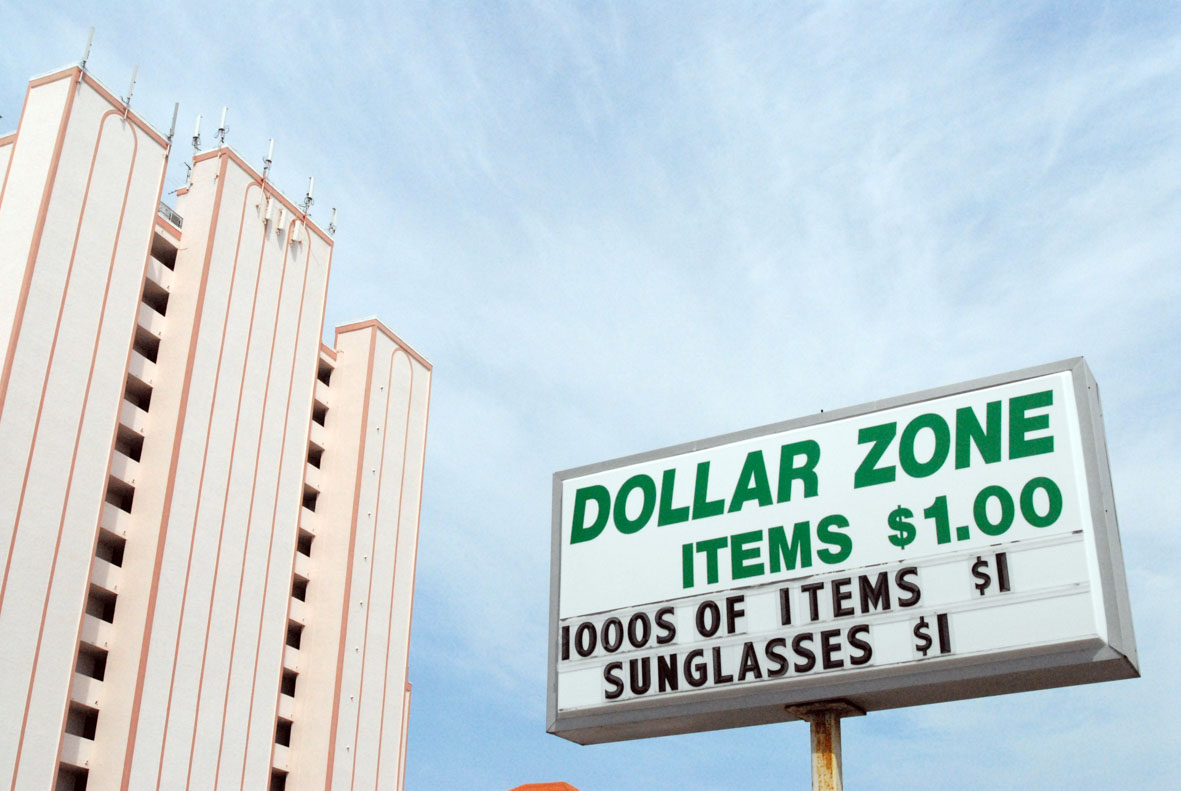 DOLLAR ZONE
ITEMS $1.00
1000S OF ITEMS $1
SUNGLASSES $1